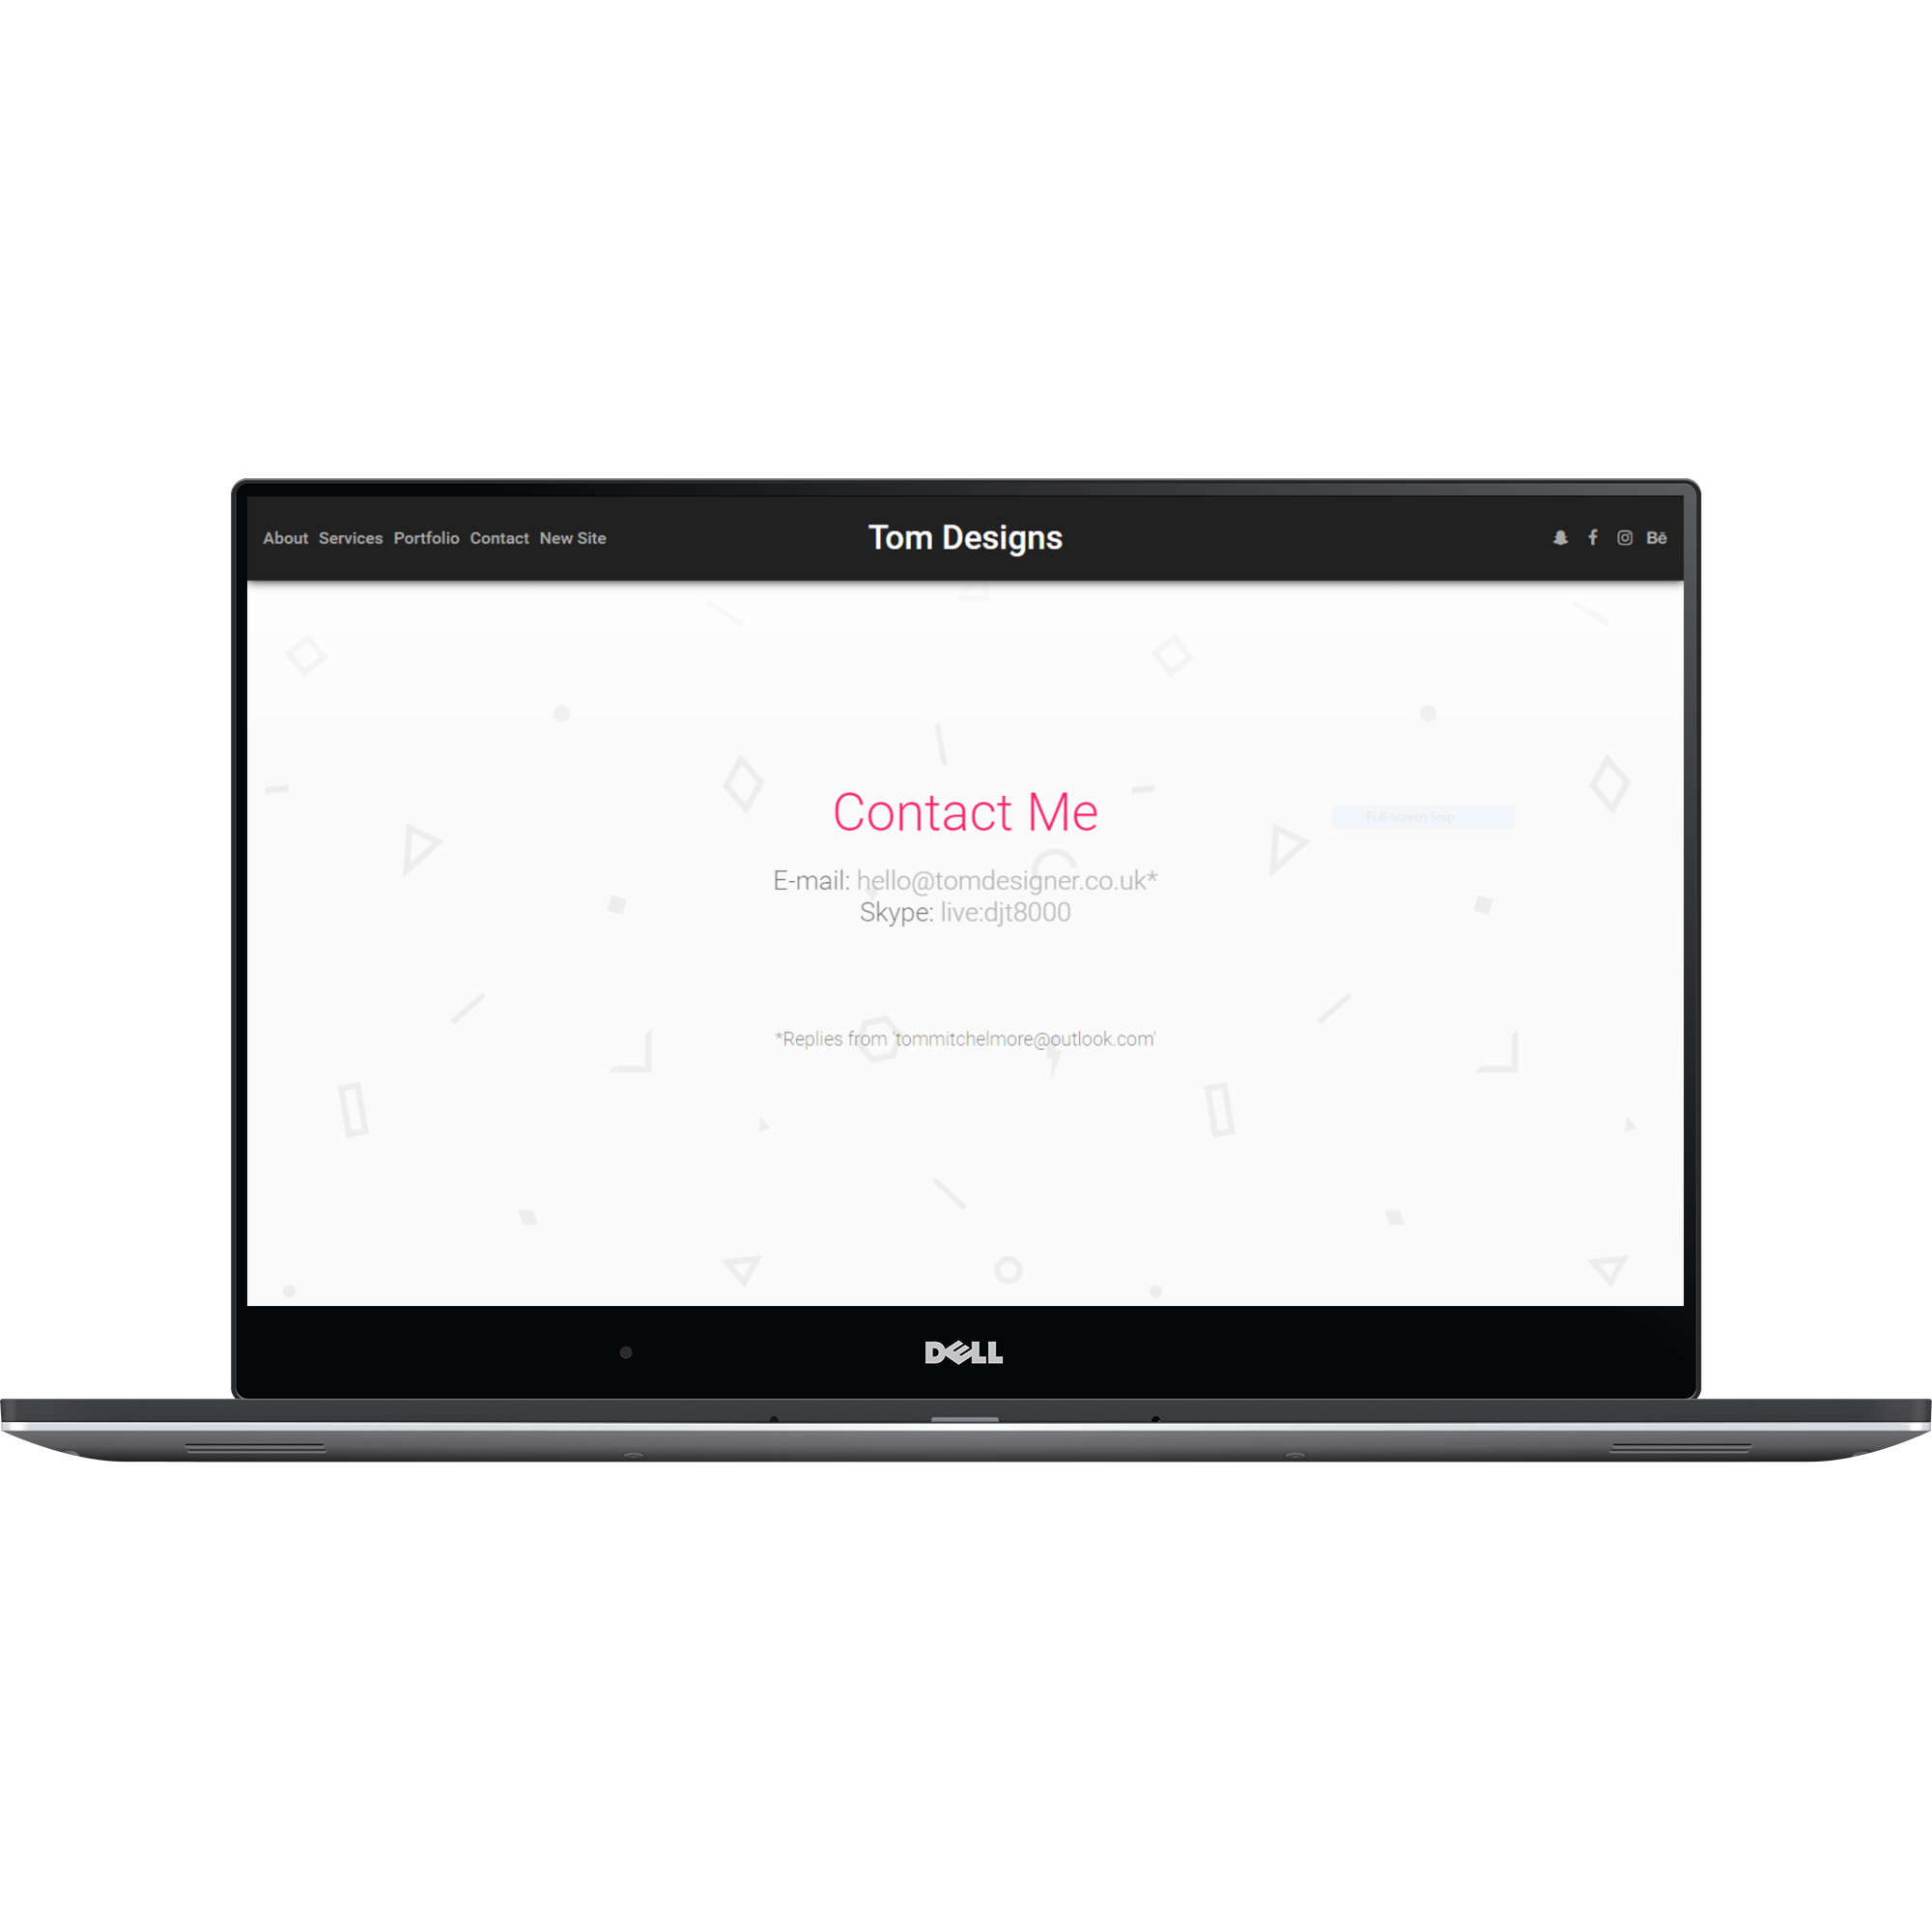 About Services Portfolio Contact New Site
Tom Designs
Bē
Contact Me
Full-screen Snip
E-mail: hello@tomdesigner.co.uk*
Skype: live:djt8000
*Replies from 'tommitchelmore@outlook.com'
DELL